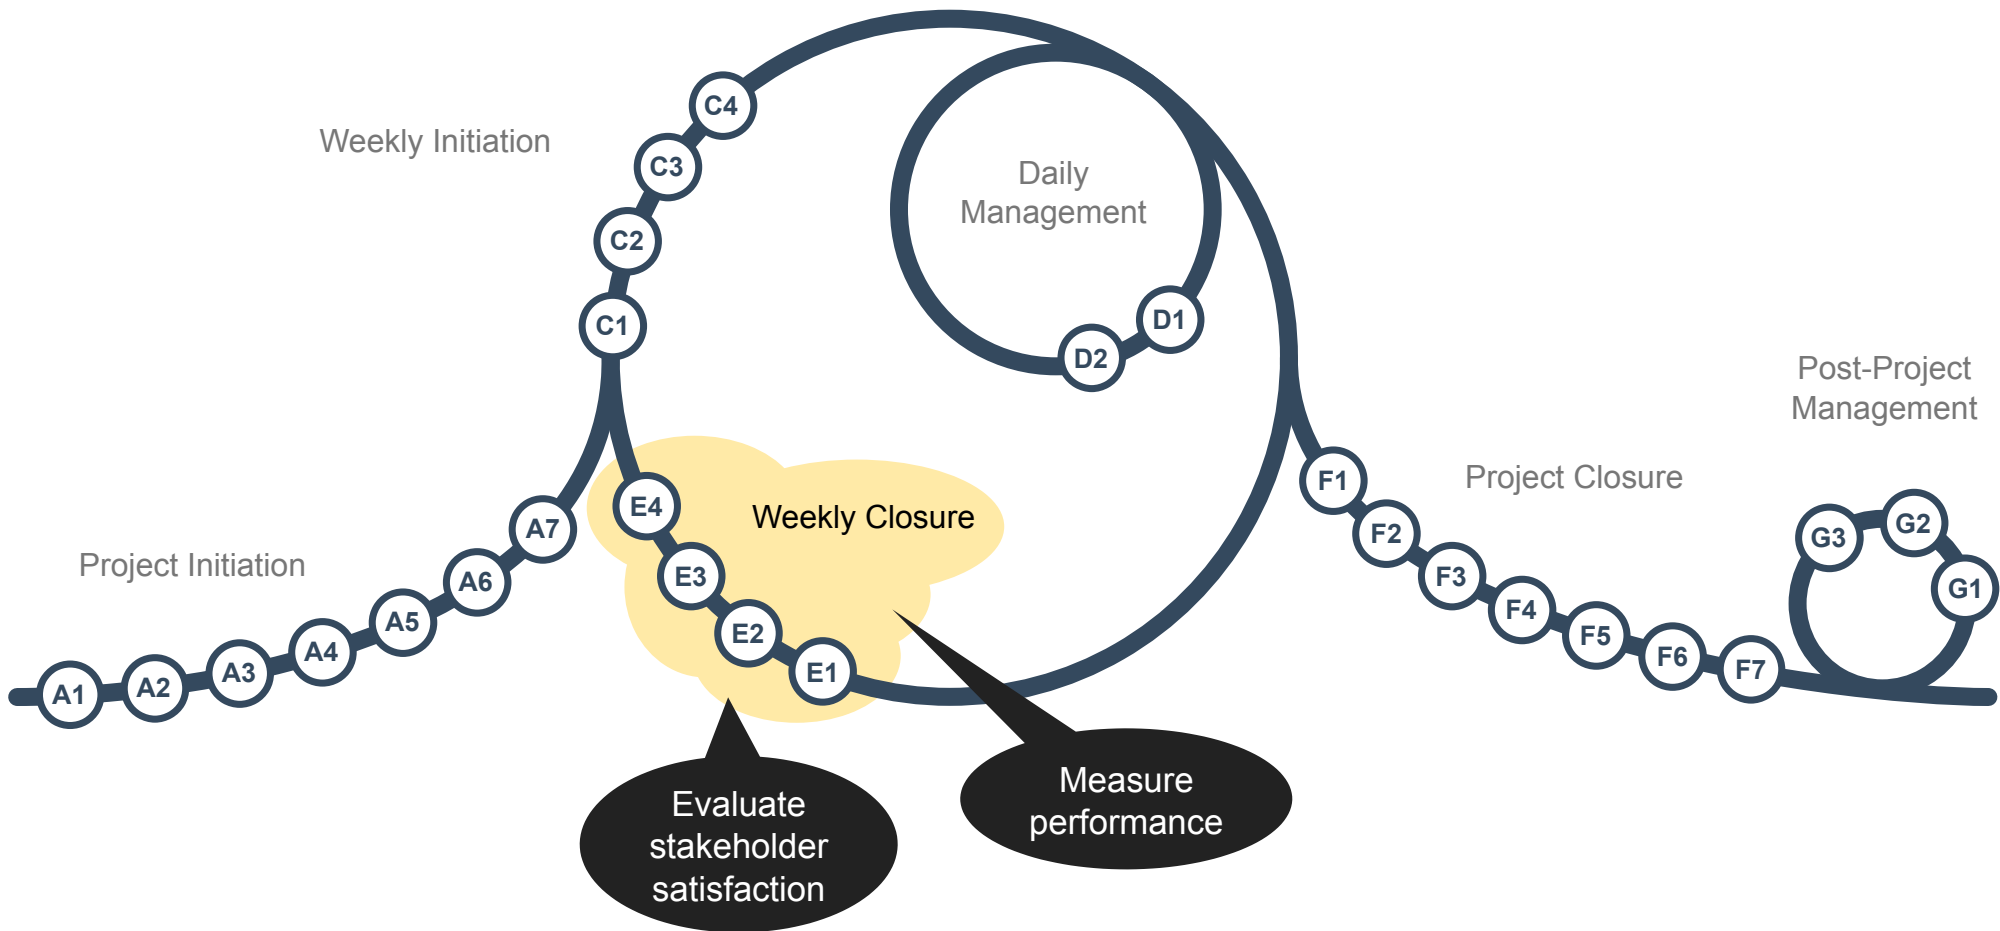 Weekly Initiation
C4
C3
C2
C1
Daily
Management
D1
D2
Project Initiation
A1
A2
A3
A4
A5
A6
A7
Weekly Closure
E4
E3
E2
E1
Evaluate
stakeholder
satisfaction
Measure
performance
Project Closure
F1
F2
F3
F4
F5
F6
F7
Post-Project
Management
G3
G2
G1